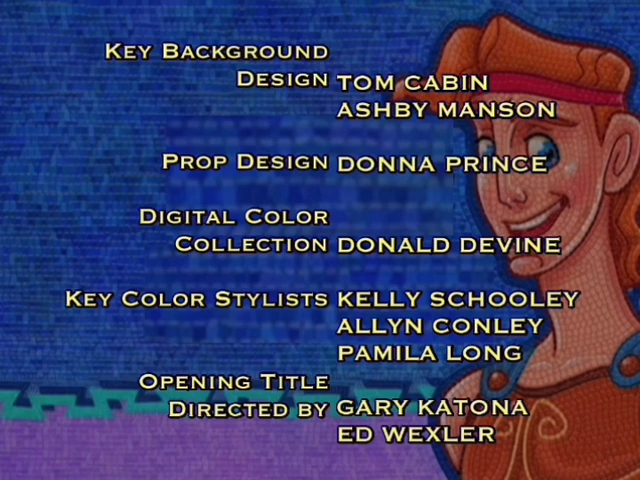 Key Background
Design TOM CABIN
ASHBY MANSON
Prop Design DONNA PRINCE
Digital Color
Collection DONALD DEVINE
Key Color Stylists KELLY SCHOOLEY
ALLYN CONLEY
PAMILA LONG
Opening Title
Directed by GARY KATONA
ED WEXLER